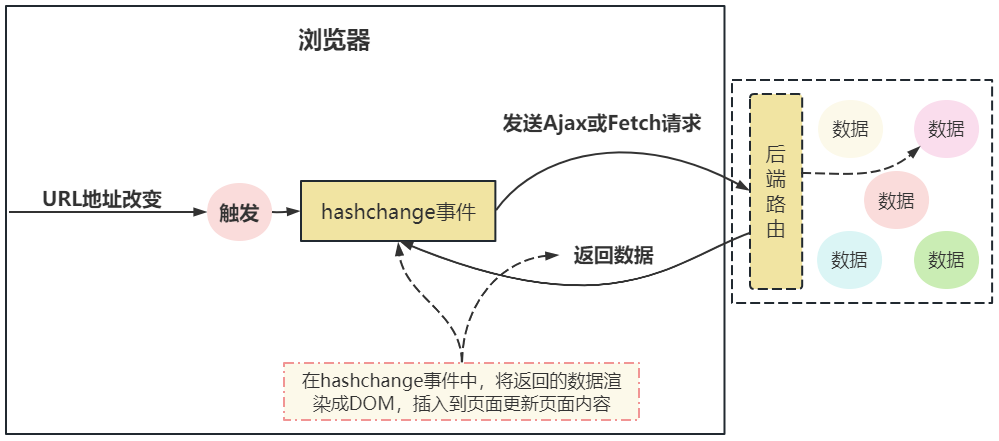 浏览器
发送Ajax或Fetch请求
URL地址改变
触发
hashchange事件
返回数据
后
端
路
由
数据
数据
数据
数据
数据
在hashchange事件中，将返回的数据渲
染成DOM，插入到页面更新页面内容